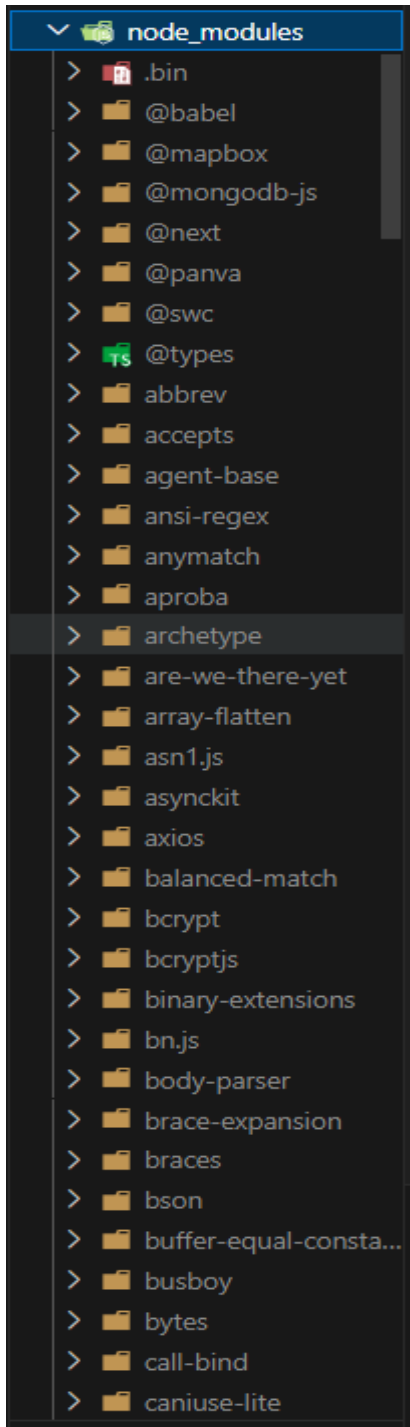 node_modules
.bin
@babel
@mapbox
@mongodb-js
@next
@panva
@swc
TS @types
abbrev
accepts
agent-base
ansi-regex
anymatch
aproba
archetype
are-we-there-yet
array-flatten
asn1.js
asynckit
axios
balanced-match
bcrypt
bcryptjs
binary-extensions
bn.js
body-parser
brace-expansion
braces
bson
buffer-equal-consta...
busboy
bytes
call-bind
caniuse-lite